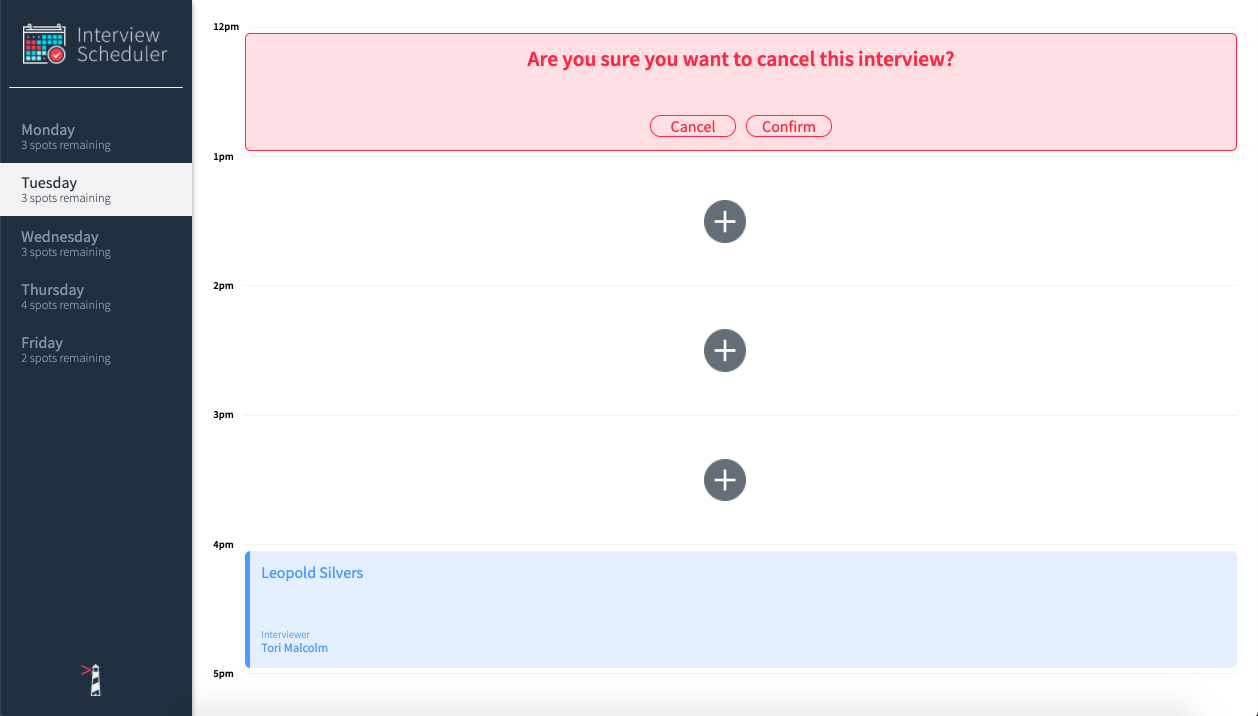 Interview
Scheduler
Monday
3 spots remaining
Tuesday
3 spots remaining
Wednesday
3 spots remaining
Thursday
4 spots remaining
Friday
2 spots remaining
12pm
Are you sure you want to cancel this interview?
Cancel Confirm
1pm
2pm
3pm
4pm
Leopold Silvers
Interviewer
Tori Malcolm
5pm